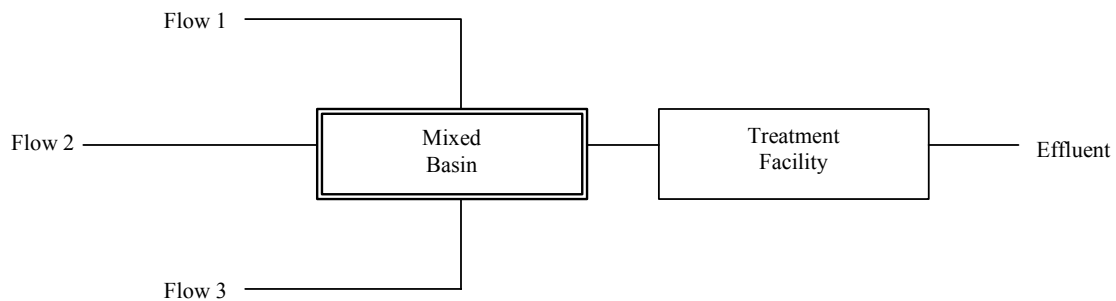 Flow 1
Flow 2
Mixed
Basin
Treatment
Facility
Effluent
Flow 3